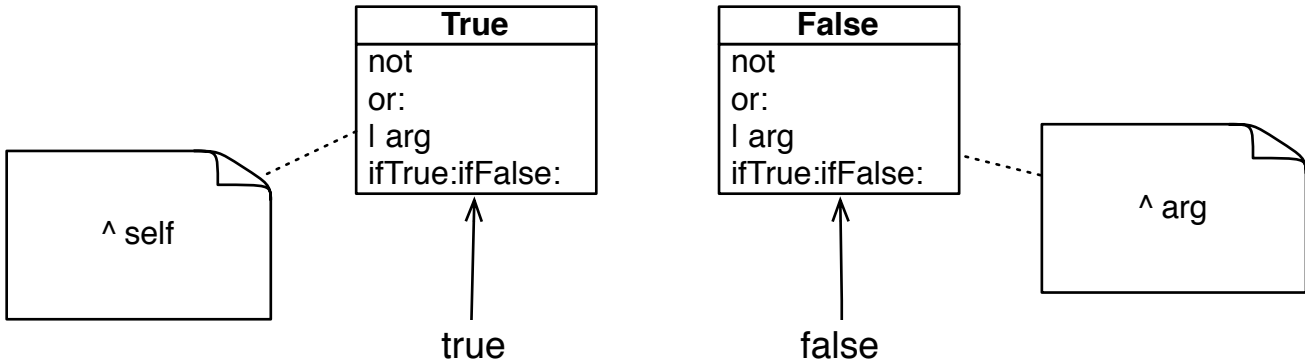 True
not
or:
| arg
ifTrue:ifFalse:
^ self
true
False
not
or:
| arg
ifTrue:ifFalse:
^ arg
false